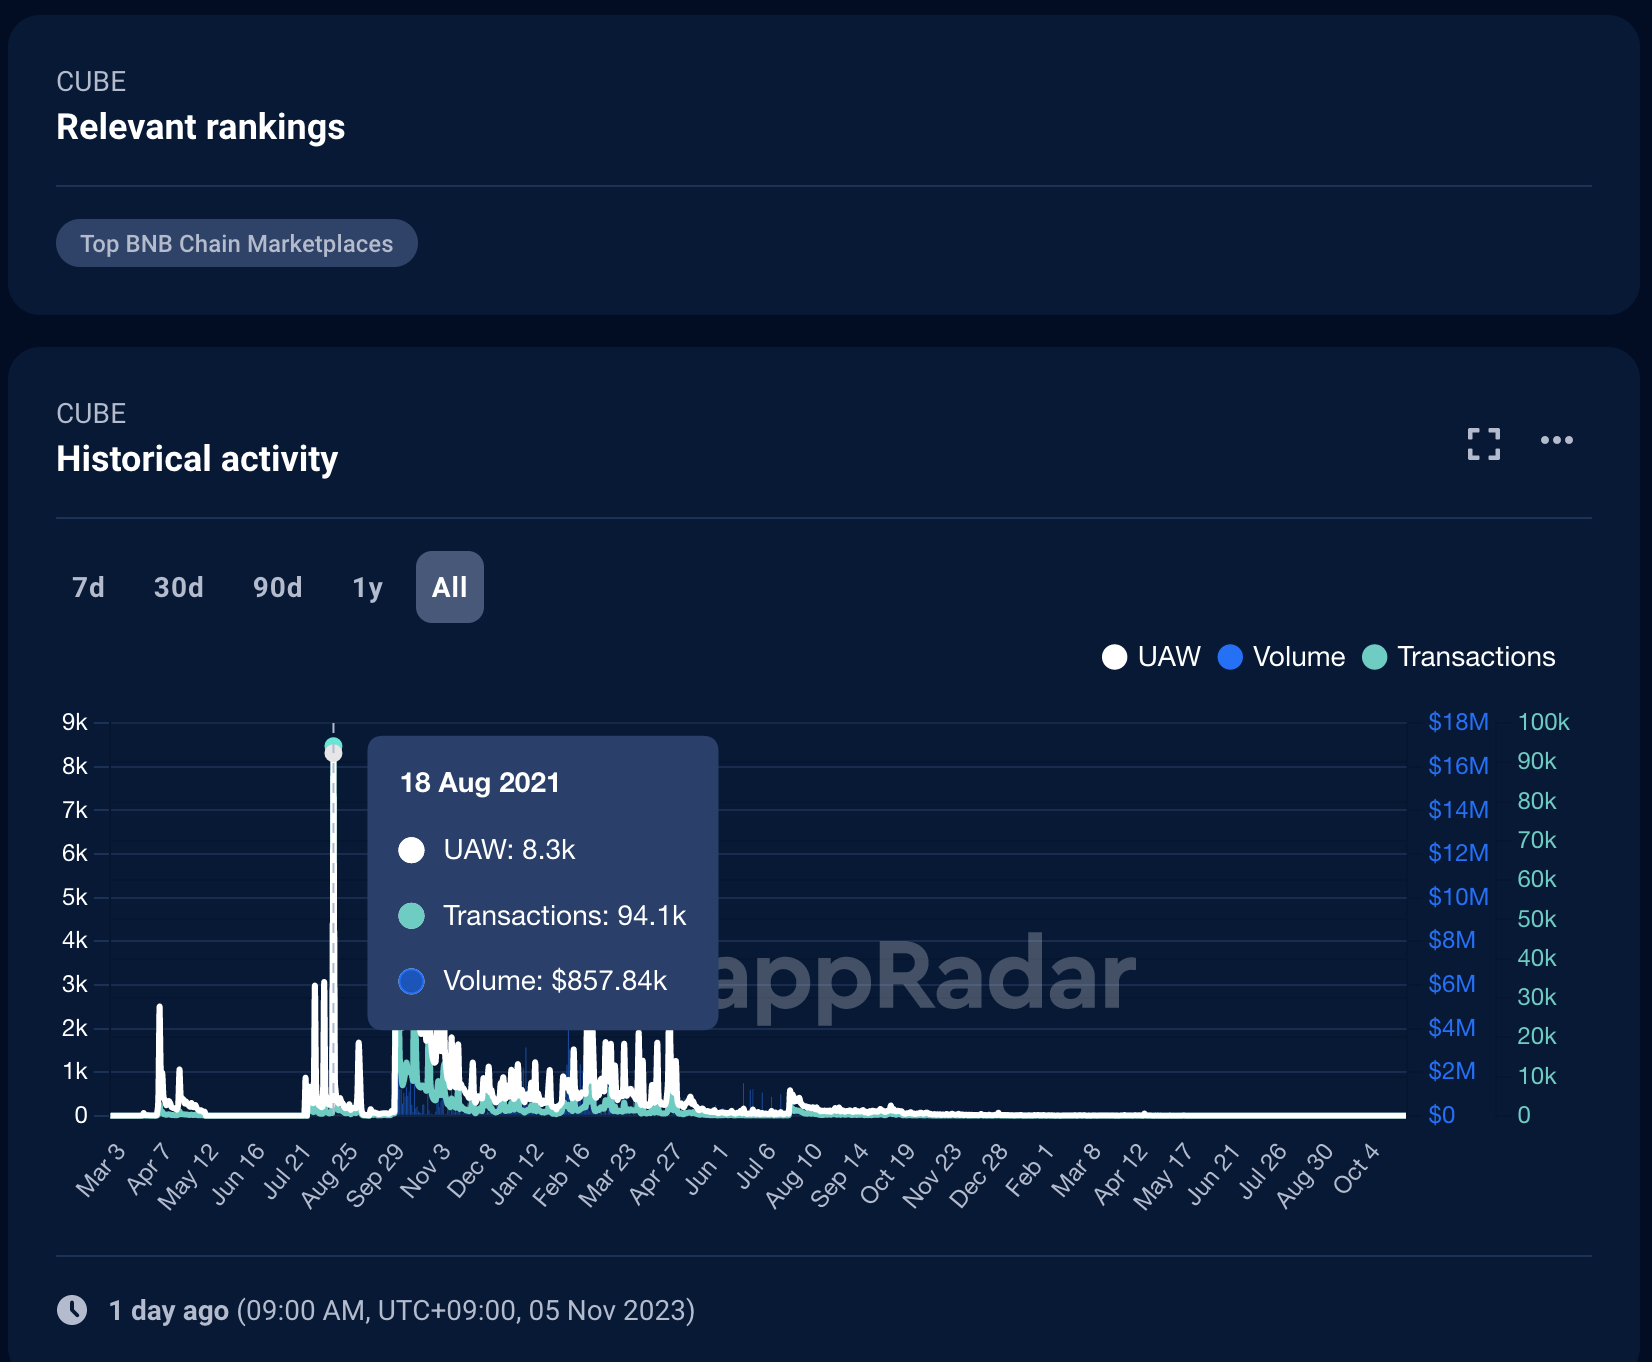 CUBE
Relevant rankings
Top BNB Chain Marketplaces
CUBE
Historical activity
7d 30d 90d 1y All
UAW Volume Transactions
9k
8k
7k
6k
5k
4k
3k
2k
1k
0
18 Aug 2021
UAW: 8.3k
Transactions: 94.1k
Volume: $857.84k
appRadar
$18M
$16M
$14M
$12M
$10M
$8M
$6M
$4M
$2M
$0
100k
90k
80k
70k
60k
50k
40k
30k
20k
10k
0
Mar 3
Apr 7
May 12
Jun 16
Jul 21
Aug 25
Sep 29
Nov 3
Dec 8
Jan 12
Feb 16
Mar 23
Apr 27
Jun 1
Jul 6
Aug 10
Sep 14
Oct 19
Nov 23
Dec 28
Feb 1
Mar 8
Apr 12
May 17
Jun 21
Jul 26
Aug 30
Oct 4
1 day ago (09:00 AM, UTC+09:00, 05 Nov 2023)